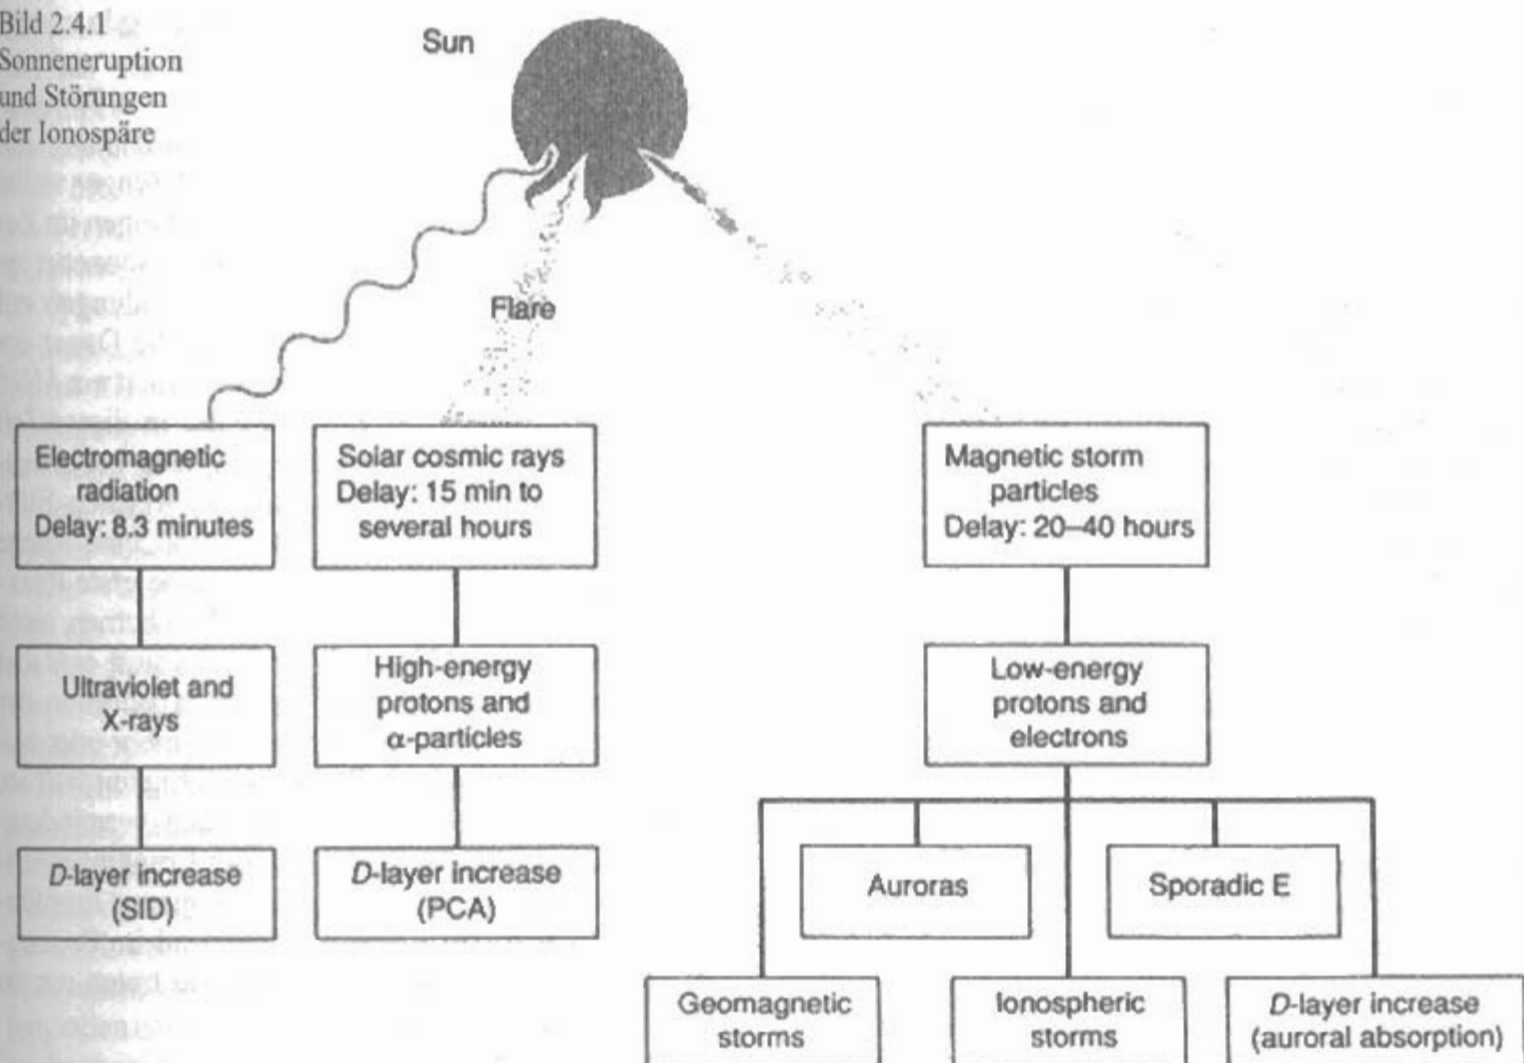 Bild 2.4.1
Sonneneruption
und Störungen
der Ionospäre
Sun
Flare
Electromagnetic
radiation
Delay: 8.3 minutes
Solar cosmic rays
Delay: 15 min to
several hours
Magnetic storm
particles
Delay: 20–40 hours
Ultraviolet and
X-rays
High-energy
protons and
α-particles
Low-energy
protons and
electrons
D-layer increase
(SID)
D-layer increase
(PCA)
Auroras
Sporadic E
Geomagnetic
storms
Ionospheric
storms
D-layer increase
(auroral absorption)